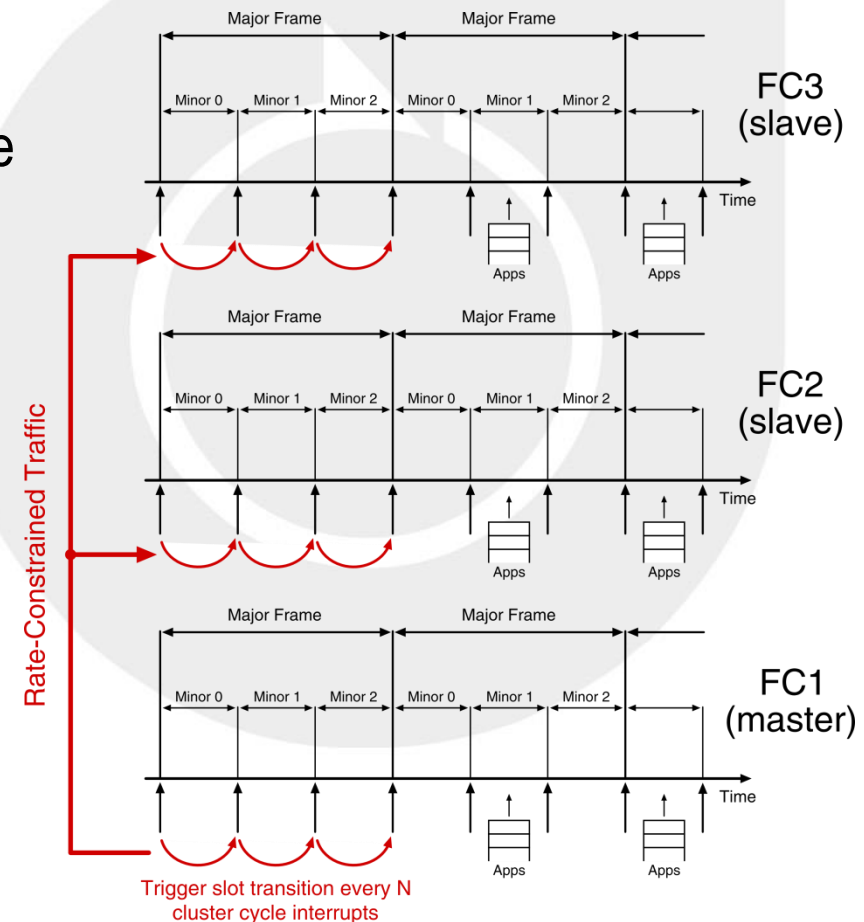 Major Frame Major Frame
Minor 0 Minor 1 Minor 2 Minor 0 Minor 1 Minor 2
FC3
(slave)
e
Time
Apps Apps
Major Frame Major Frame
Minor 0 Minor 1 Minor 2 Minor 0 Minor 1 Minor 2
FC2
(slave)
Time
Apps Apps
Rate-Constrained Traffic
Major Frame Major Frame
Minor 0 Minor 1 Minor 2 Minor 0 Minor 1 Minor 2
FC1
(master)
Time
Apps Apps
Trigger slot transition every N
cluster cycle interrupts